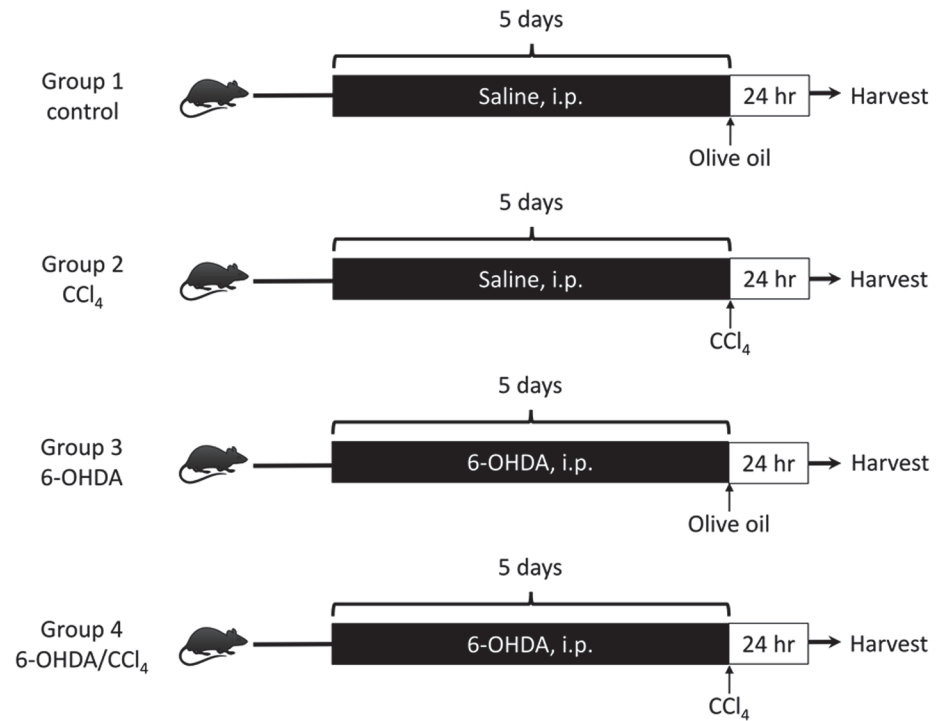 5 days
Group 1
control
Saline, i.p.
24 hr
Harvest
Olive oil
5 days
Group 2
CCl₄
Saline, i.p.
24 hr
Harvest
CCl₄
5 days
Group 3
6-OHDA
6-OHDA, i.p.
24 hr
Harvest
Olive oil
5 days
Group 4
6-OHDA/CCl₄
6-OHDA, i.p.
24 hr
Harvest
CCl₄